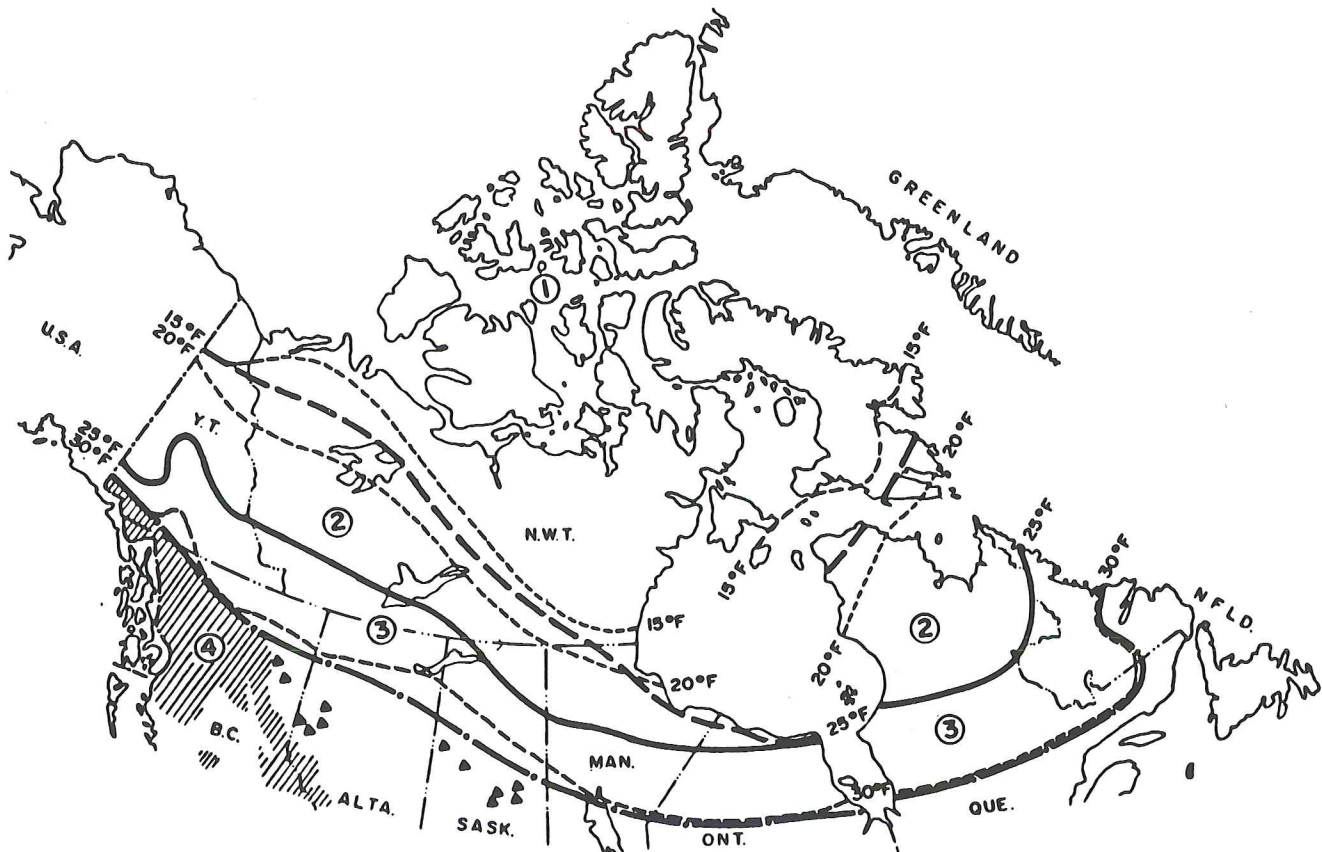 GREENLAND
①
U.S.A.
15°F
20°F
15°F
20°F
Y.T.
25°F
30°F
②
N.W.T.
25°F
30°F
NFLD.
15°F
15°F
②
③
④
20°F
20°F
25°F
③
B.C.
MAN.
30°F
ALTA.
SASK.
ONT.
QUE.